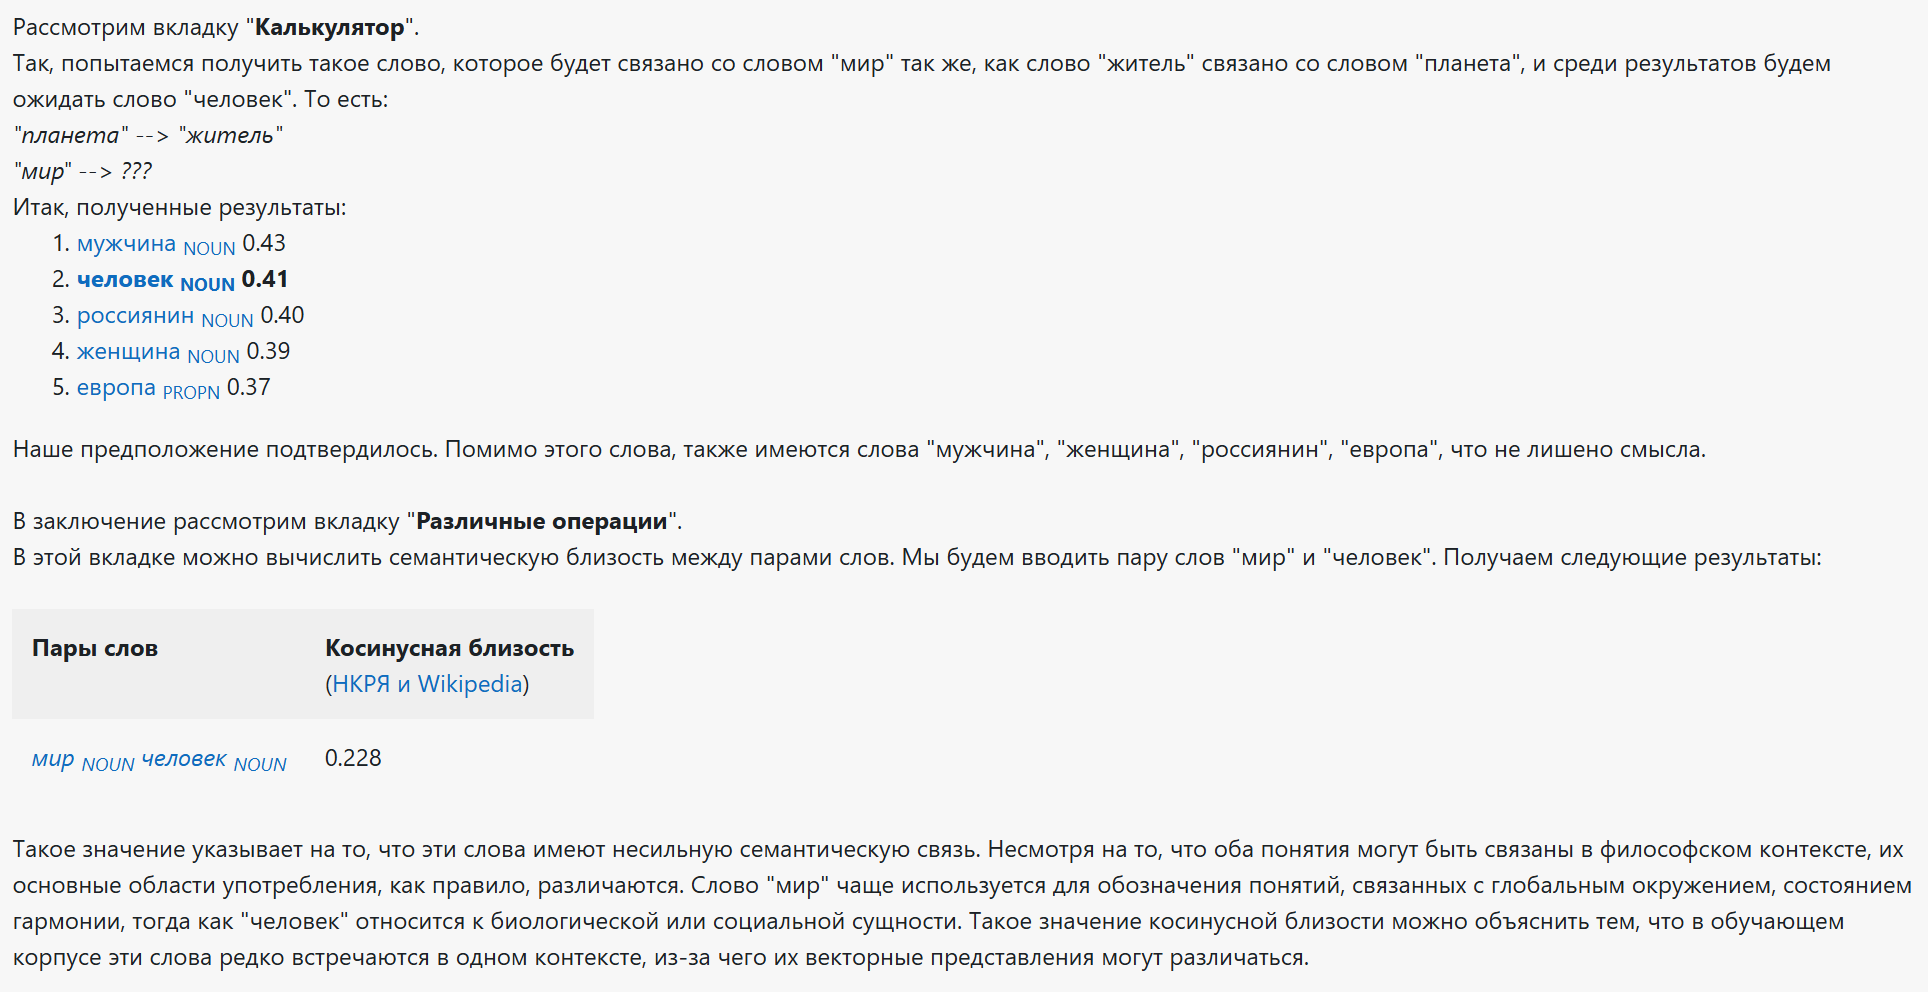 Рассмотрим вкладку "Калькулятор".
Так, попытаемся получить такое слово, которое будет связано со словом "мир" так же, как слово "житель" связано со словом "планета", и среди результатов будем
ожидать слово "человек". То есть:
"планета" --> "житель"
"мир" --> ???
Итак, полученные результаты:
1. мужчина NOUN 0.43
2. человек NOUN 0.41
3. россиянин NOUN 0.40
4. женщина NOUN 0.39
5. европа PROPN 0.37
Наше предположение подтвердилось. Помимо этого слова, также имеются слова "мужчина", "женщина", "россиянин", "европа", что не лишено смысла.
В заключение рассмотрим вкладку "Различные операции".
В этой вкладке можно вычислить семантическую близость между парами слов. Мы будем вводить пару слов "мир" и "человек". Получаем следующие результаты:
Пары слов Косинусная близость
(НКРЯ и Wikipedia)
мир NOUN человек NOUN 0.228
Такое значение указывает на то, что эти слова имеют несильную семантическую связь. Несмотря на то, что оба понятия могут быть связаны в философском контексте, их
основные области употребления, как правило, различаются. Слово "мир" чаще используется для обозначения понятий, связанных с глобальным окружением, состоянием
гармонии, тогда как "человек" относится к биологической или социальной сущности. Такое значение косинусной близости можно объяснить тем, что в обучающем
корпусе эти слова редко встречаются в одном контексте, из-за чего их векторные представления могут различаться.